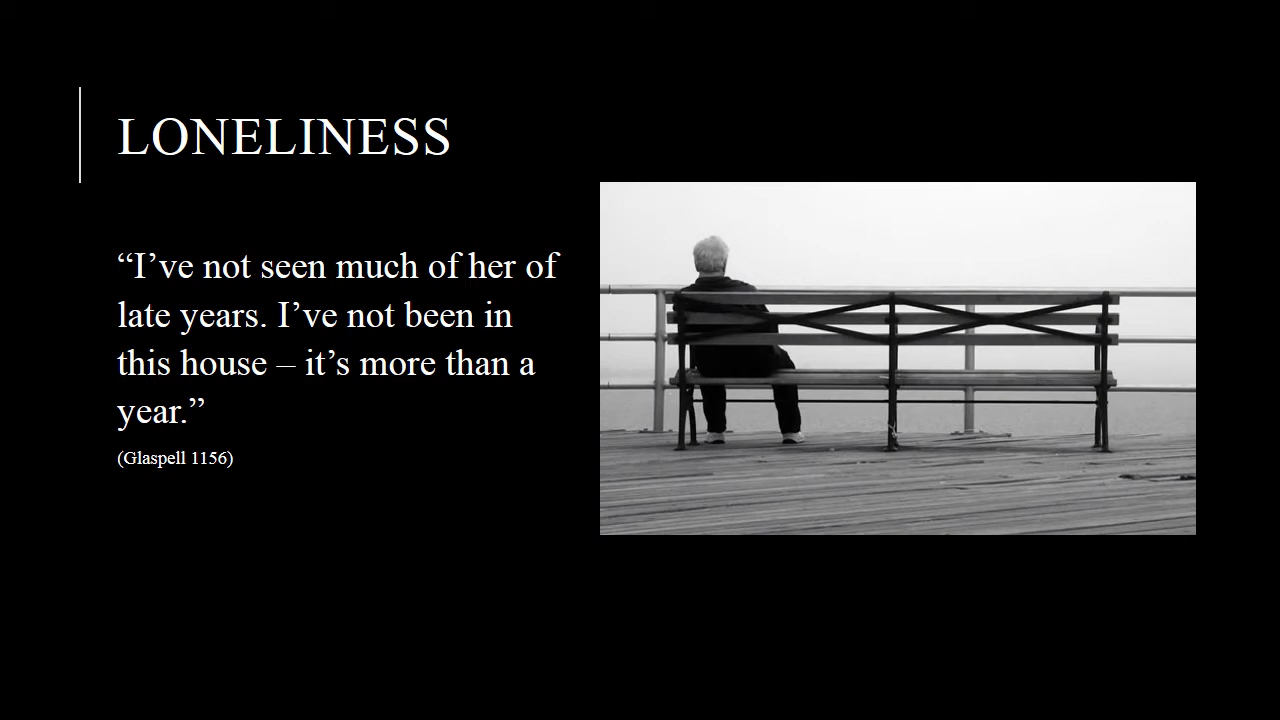 LONELINESS
“I’ve not seen much of her of
late years. I’ve not been in
this house – it’s more than a
year.”
(Glaspell 1156)